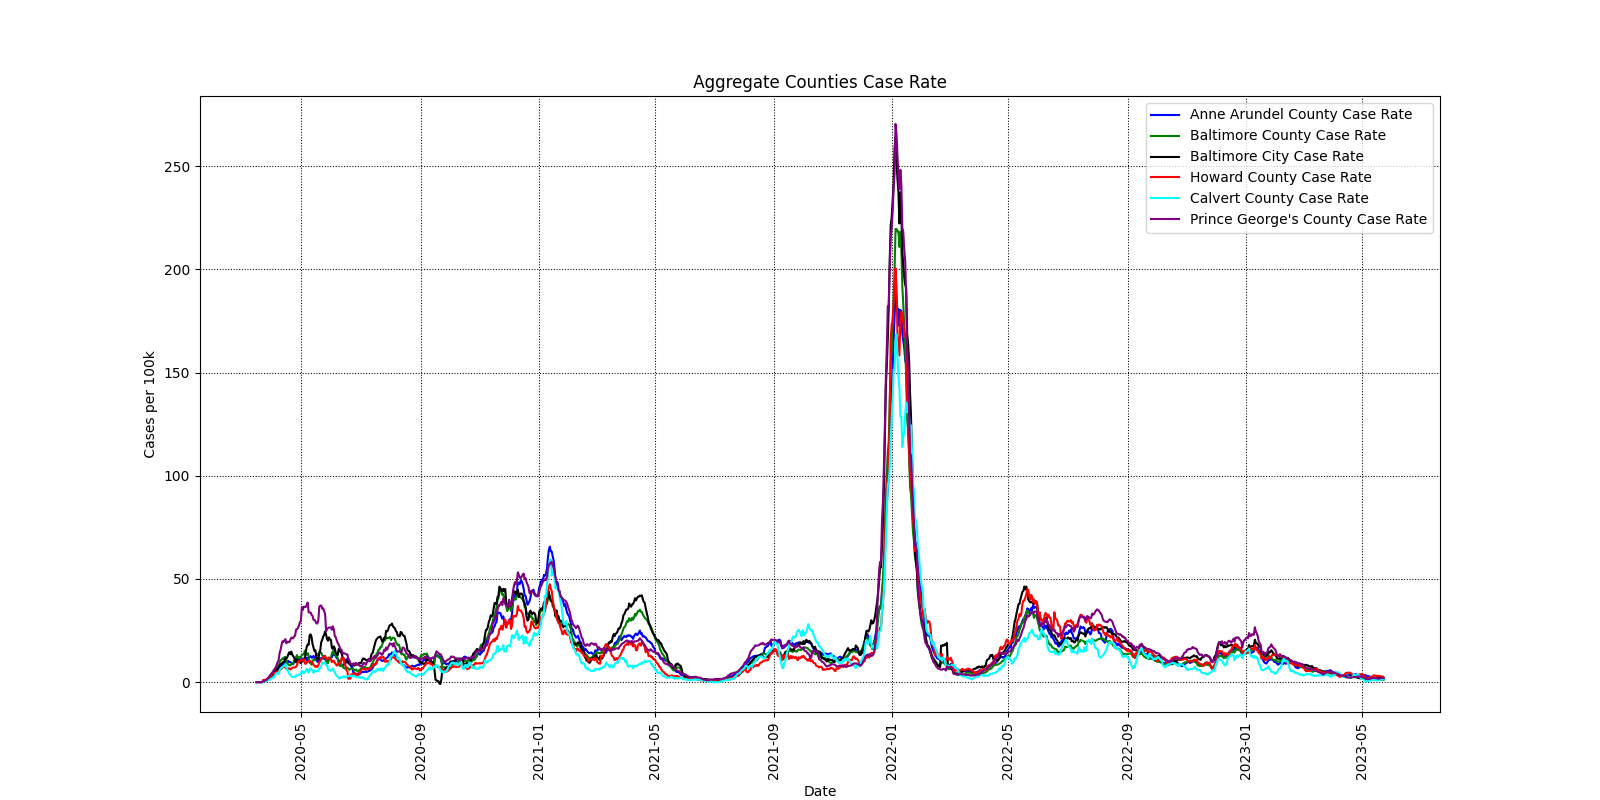 Aggregate Counties Case Rate
Anne Arundel County Case Rate
Baltimore County Case Rate
Baltimore City Case Rate
Howard County Case Rate
Calvert County Case Rate
Prince George's County Case Rate
Cases per 100k
250
200
150
100
50
0
2020-05
2020-09
2021-01
2021-05
2021-09
2022-01
2022-05
2022-09
2023-01
2023-05
Date